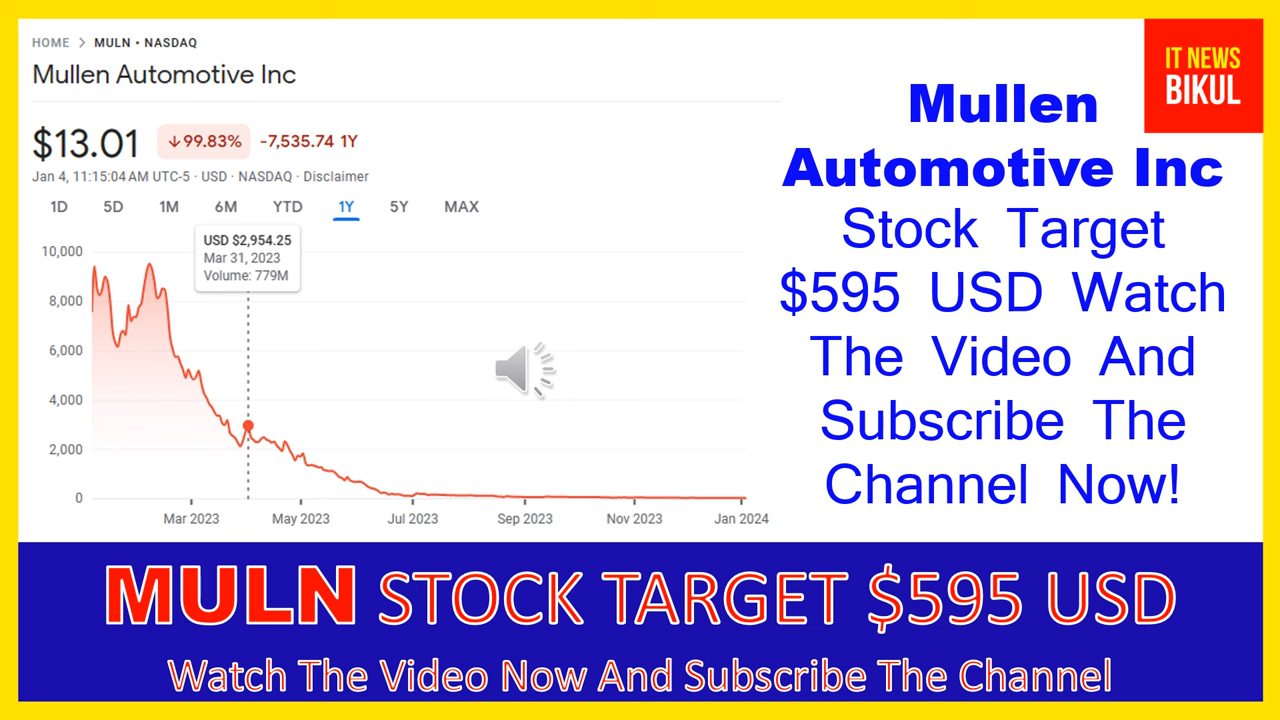 HOME > MULN • NASDAQ
Mullen Automotive Inc
$13.01 ↓99.83% -7,535.74 1Y
Jan 4, 11:15:04 AM UTC-5 · USD · NASDAQ · Disclaimer
1D 5D 1M 6M YTD 1Y 5Y MAX
USD $2,954.25
Mar 31, 2023
Volume: 779M
10,000
8,000
6,000
4,000
2,000
0
Mar 2023 May 2023 Jul 2023 Sep 2023 Nov 2023 Jan 2024
IT NEWS
BIKUL
Mullen
Automotive Inc
Stock Target
$595 USD Watch
The Video And
Subscribe The
Channel Now!
MULN STOCK TARGET $595 USD
Watch The Video Now And Subscribe The Channel